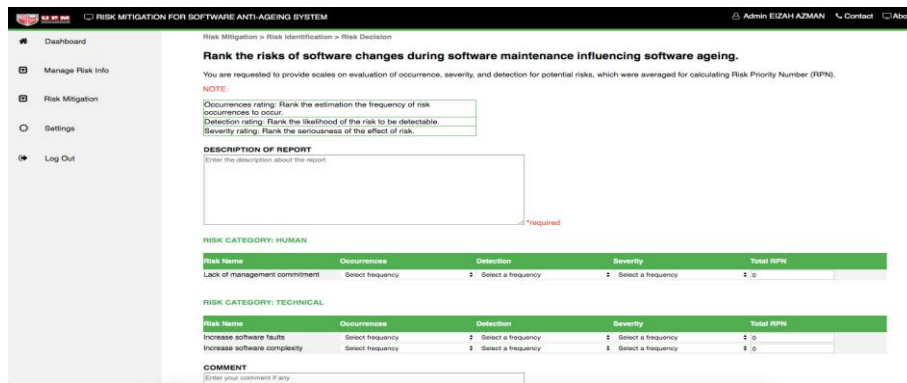 UPM RISK MITIGATION FOR SOFTWARE ANTI-AGEING SYSTEM Admin EIZAH AZMAN Contact Abo
Dashboard
Manage Risk Info
Risk Mitigation
Settings
Log Out
Risk Mitigation > Risk Identification > Risk Decision
Rank the risks of software changes during software maintenance influencing software ageing.
You are requested to provide scales on evaluation of occurrence, severity, and detection for potential risks, which were averaged for calculating Risk Priority Number (RPN).
NOTE:
Occurrences rating: Rank the estimation the frequency of risk
occurrences to occur.
Detection rating: Rank the likelihood of the risk to be detectable.
Severity rating: Rank the seriousness of the effect of risk.
DESCRIPTION OF REPORT
Enter the description about the report
*required
RISK CATEGORY: HUMAN
Risk Name Occurrences Detection Severity Total RPN
Lack of management commitment Select frequency Select a frequency Select a frequency 0
RISK CATEGORY: TECHNICAL
Risk Name Occurrences Detection Severity Total RPN
Increase software faults Select frequency Select a frequency Select a frequency 0
Increase software complexity Select frequency Select a frequency Select a frequency 0
COMMENT
Enter your comment if any